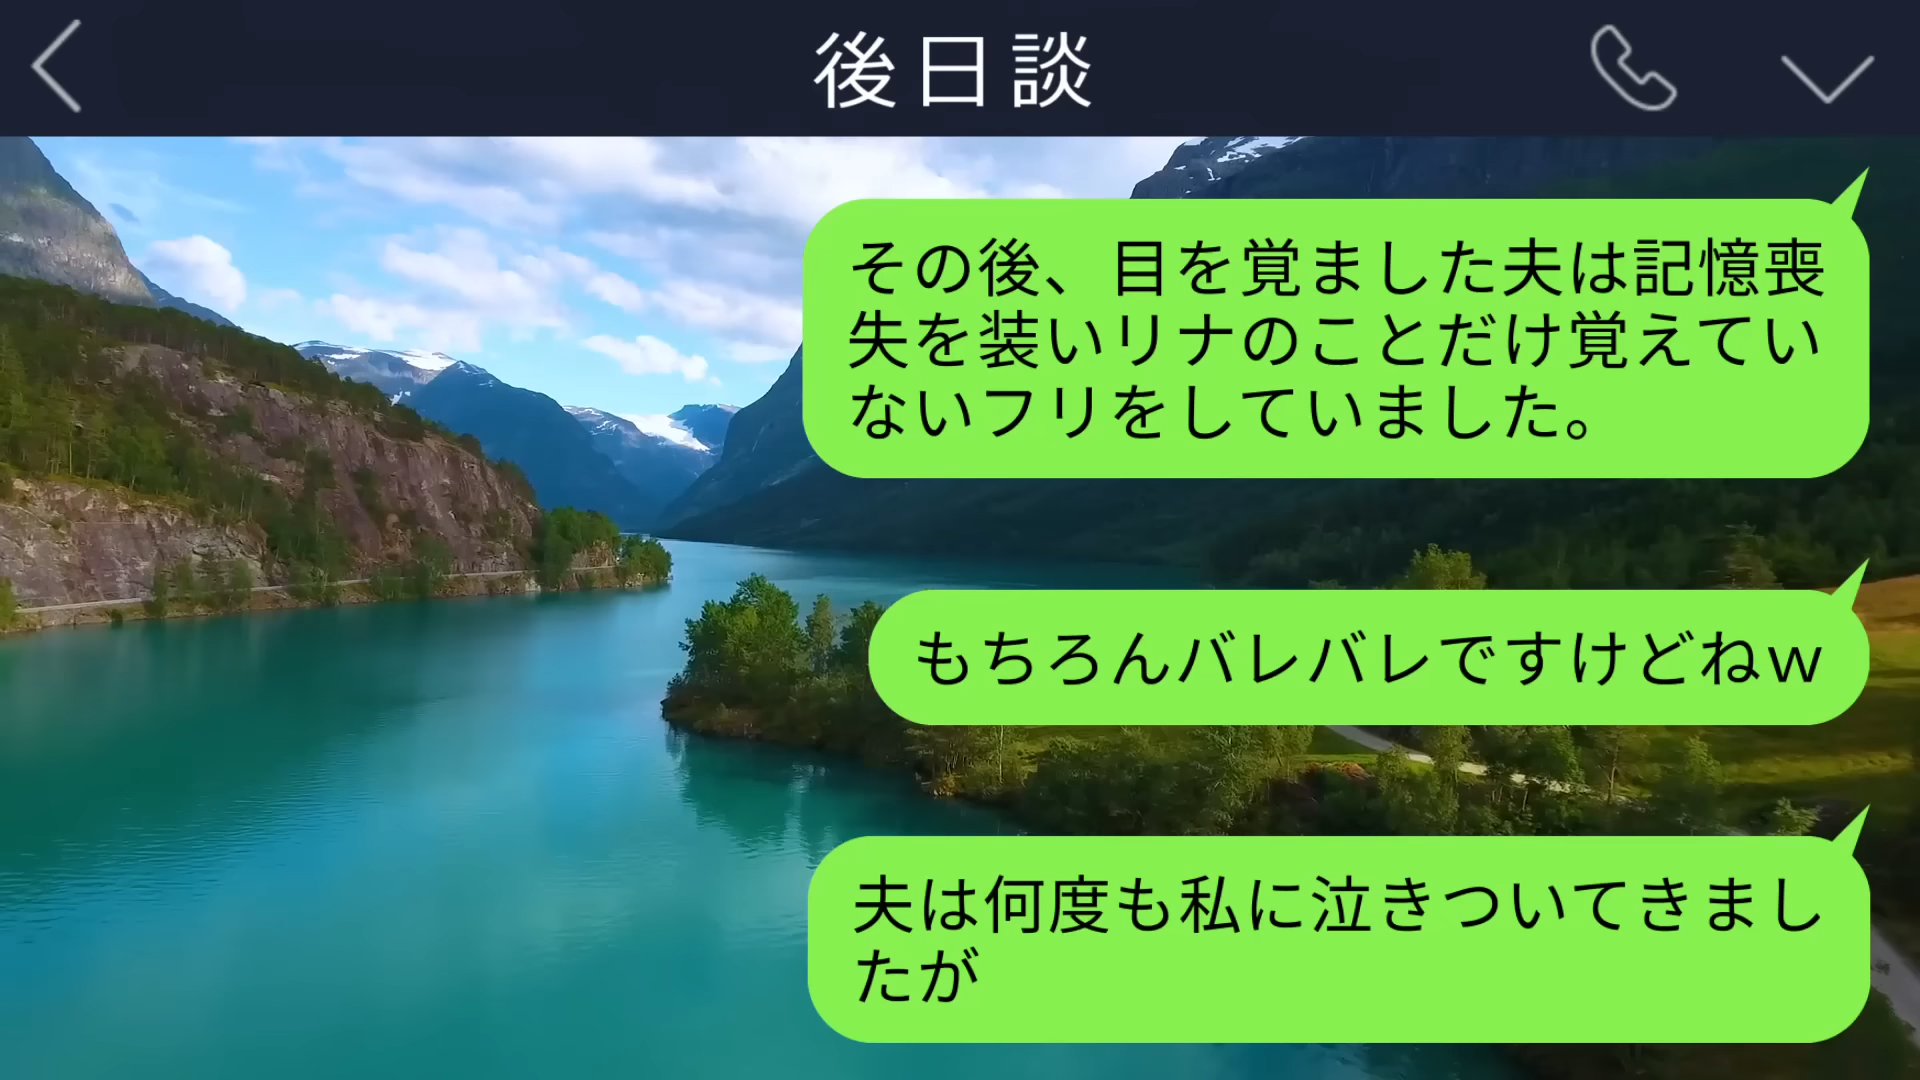 後日談
その後、目を覚ました夫は記憶喪
失を装いリナのことだけ覚えてい
ないフリをしていました。
もちろんバレバレですけどねｗ
夫は何度も私に泣きついてきまし
たが